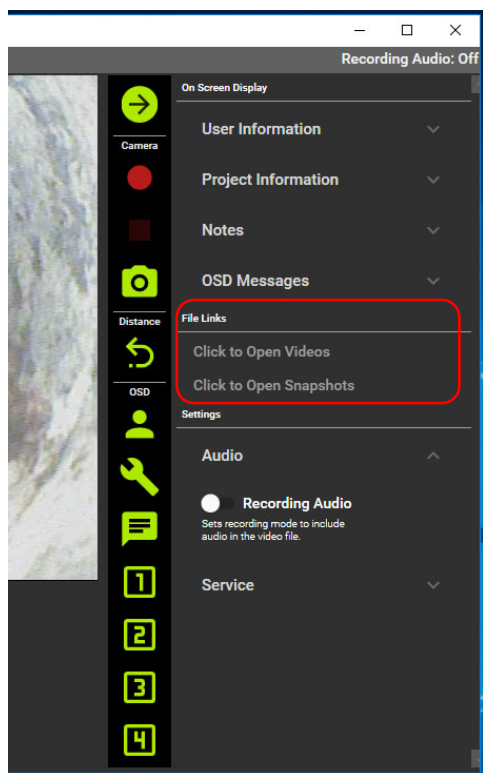 Recording Audio: Off
On Screen Display
User Information
Camera
Project Information
Notes
OSD Messages
Distance
File Links
Click to Open Videos
Click to Open Snapshots
OSD
Settings
Audio
Recording Audio
Sets recording mode to include
audio in the video file.
1
Service
2
3
4